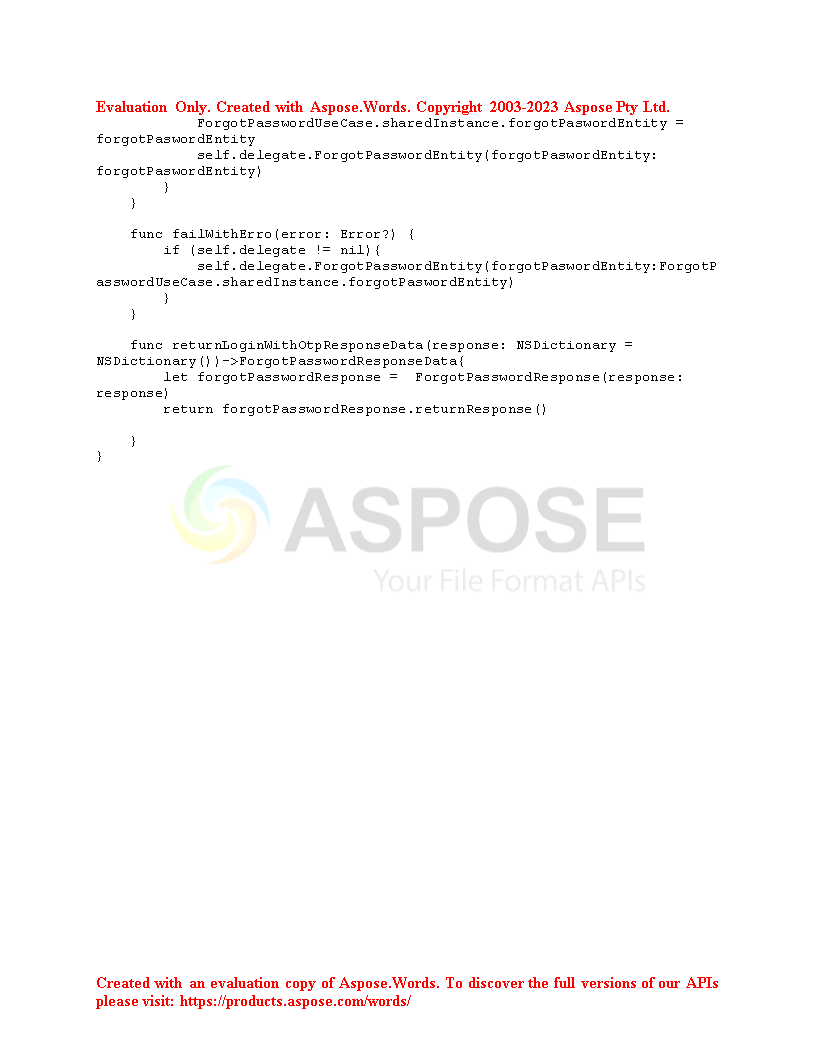 Evaluation Only. Created with Aspose.Words. Copyright 2003-2023 Aspose Pty Ltd.
            ForgotPasswordUseCase.sharedInstance.forgotPaswordEntity =
forgotPaswordEntity
            self.delegate.ForgotPasswordEntity(forgotPaswordEntity:
forgotPaswordEntity)
        }
    }

    func failWithErro(error: Error?) {
        if (self.delegate != nil){
            self.delegate.ForgotPasswordEntity(forgotPaswordEntity:ForgotP
asswordUseCase.sharedInstance.forgotPaswordEntity)
        }
    }

    func returnLoginWithOtpResponseData(response: NSDictionary =
NSDictionary())->ForgotPasswordResponseData{
        let forgotPasswordResponse =  ForgotPasswordResponse(response:
response)
        return forgotPasswordResponse.returnResponse()

    }
}
ASPOSE
Your File Format APIs
Created with an evaluation copy of Aspose.Words. To discover the full versions of our APIs
please visit: https://products.aspose.com/words/